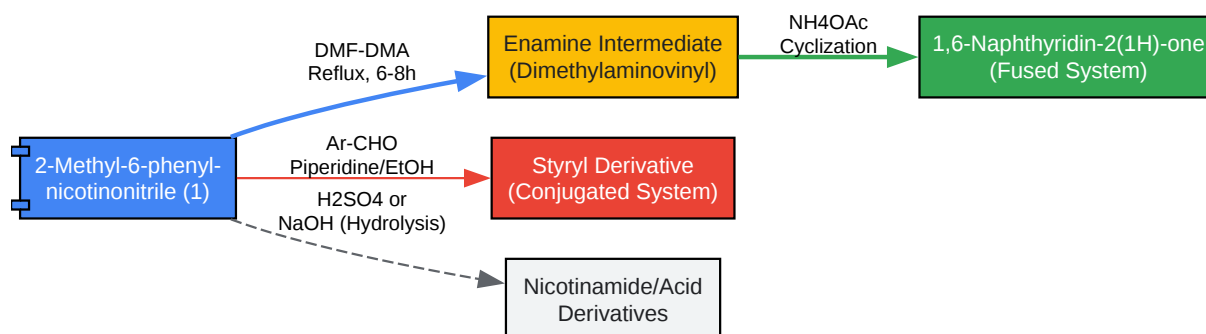 DMF-DMA
Reflux, 6-8h
Enamine Intermediate
(Dimethylaminovinyl)
NH4OAc
Cyclization
1,6-Naphthyridin-2(1H)-one
(Fused System)
2-Methyl-6-phenyl-
nicotinonitrile (1)
Ar-CHO
Piperidine/EtOH
Styryl Derivative
(Conjugated System)
H2SO4 or
NaOH (Hydrolysis)
Nicotinamide/Acid
Derivatives